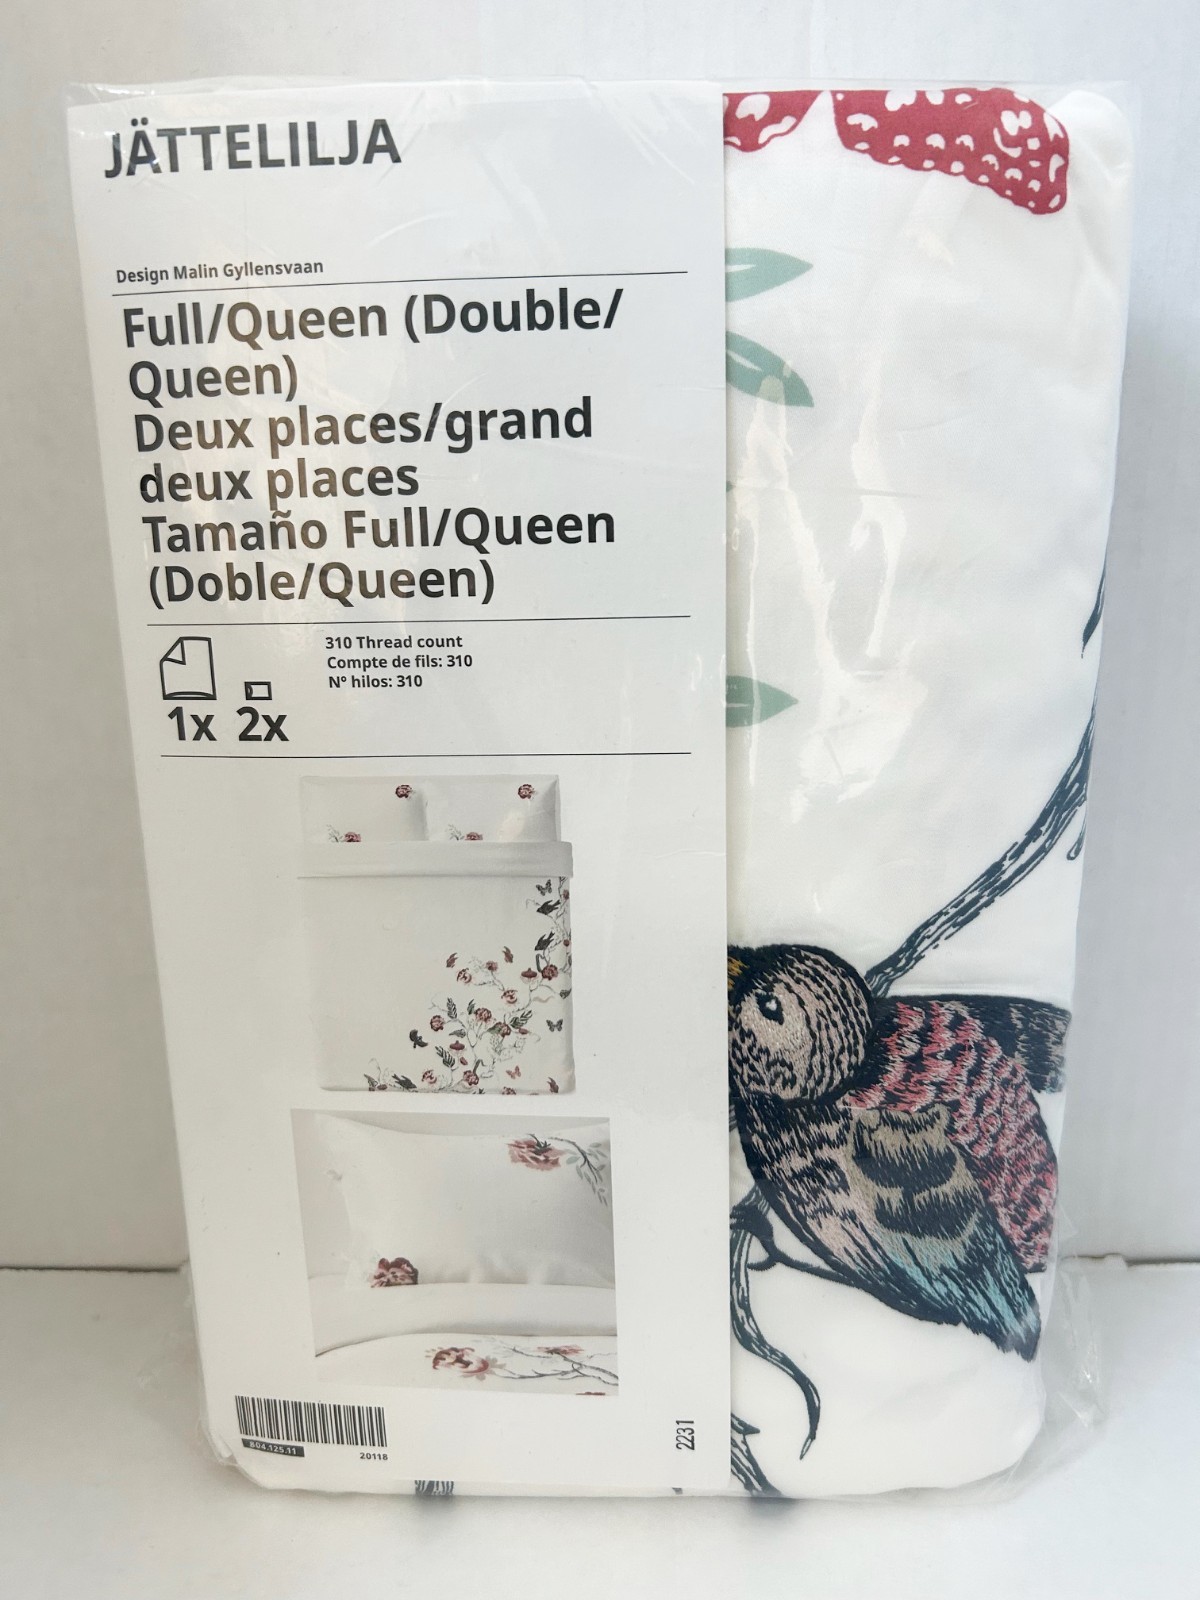 JÄTTELILJA
Design Malin Gyllensvaan
Full/Queen (Double/
Queen)
Deux places/grand
deux places
Tamaño Full/Queen
(Doble/Queen)
310 Thread count
Compte de fils: 310
Nº hilos: 310
1x 2x
804.125.11
20118
2231